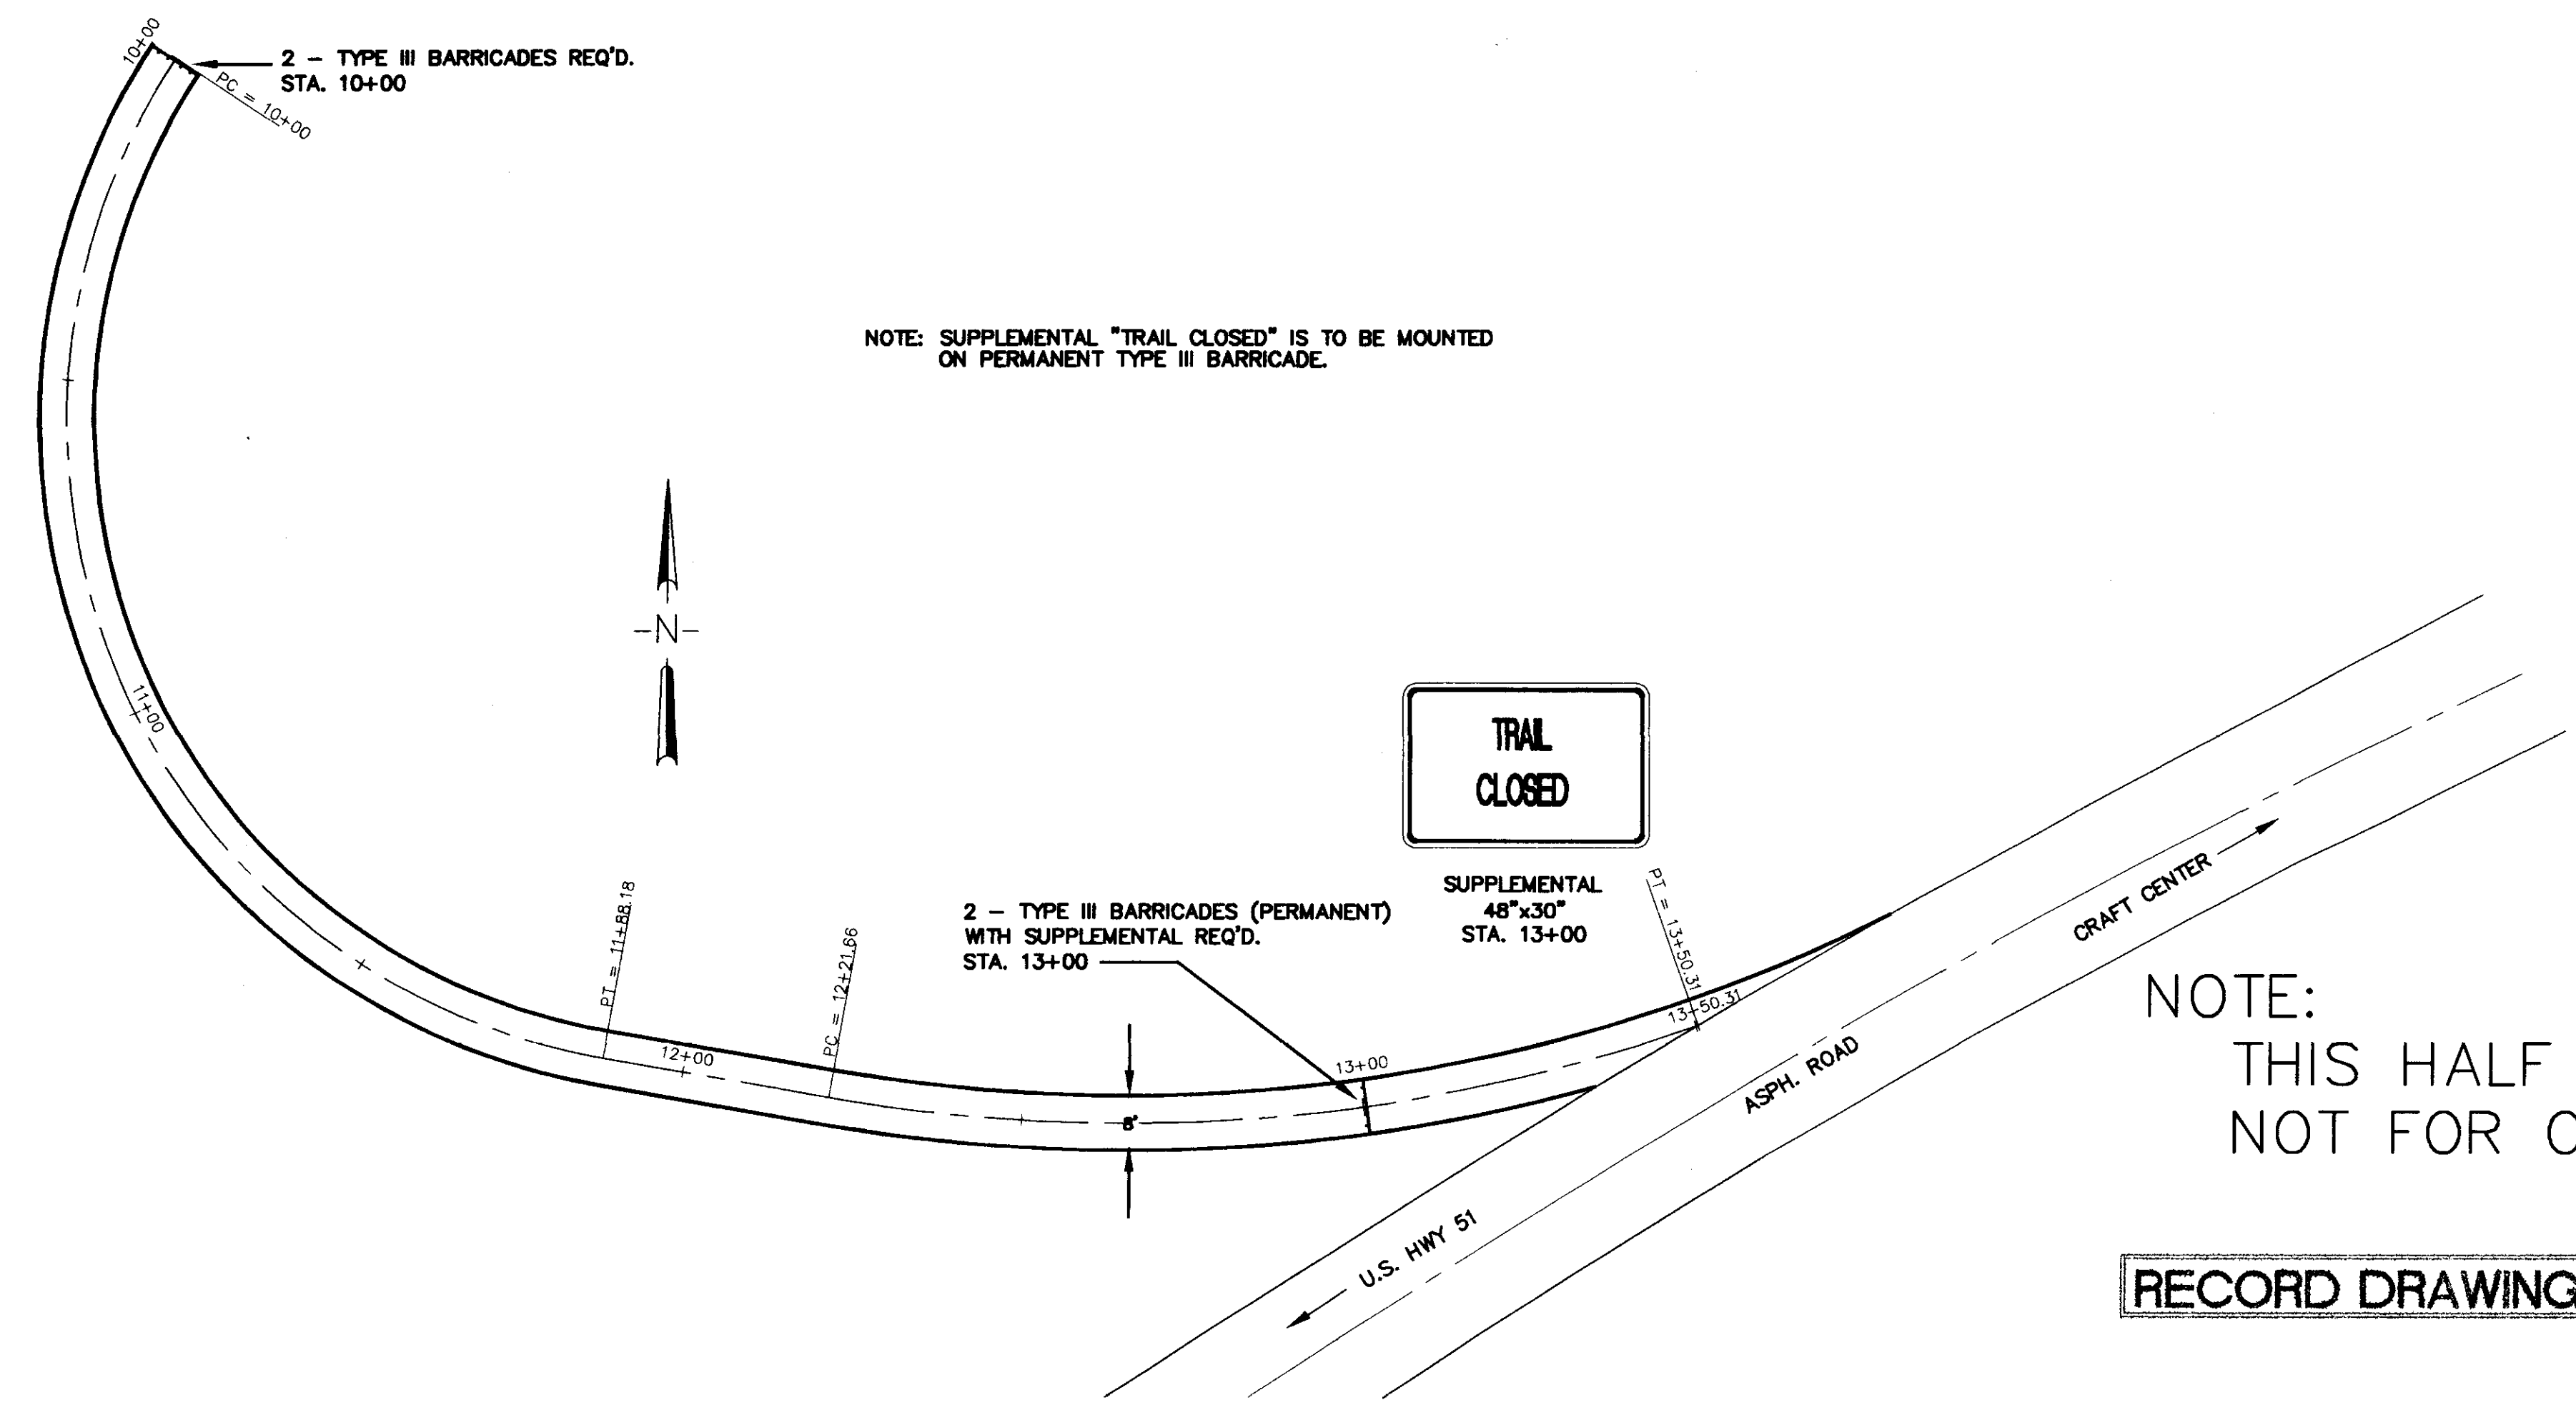 10+00
2 - TYPE III BARRICADES REQ'D.
STA. 10+00
PC = 10+00
NOTE: SUPPLEMENTAL "TRAIL CLOSED" IS TO BE MOUNTED
ON PERMANENT TYPE III BARRICADE.
-N-
11+00
TRAIL
CLOSED
SUPPLEMENTAL
48"x30"
STA. 13+00
PT = 11+88.18
PC = 12+21.66
2 - TYPE III BARRICADES (PERMANENT)
WITH SUPPLEMENTAL REQ'D.
STA. 13+00
PT = 13+50.31
13+50.31
12+00
13+00
8'
CRAFT CENTER
ASPH. ROAD
U.S. HWY 51
NOTE:
THIS HALF
NOT FOR
RECORD DRAWING